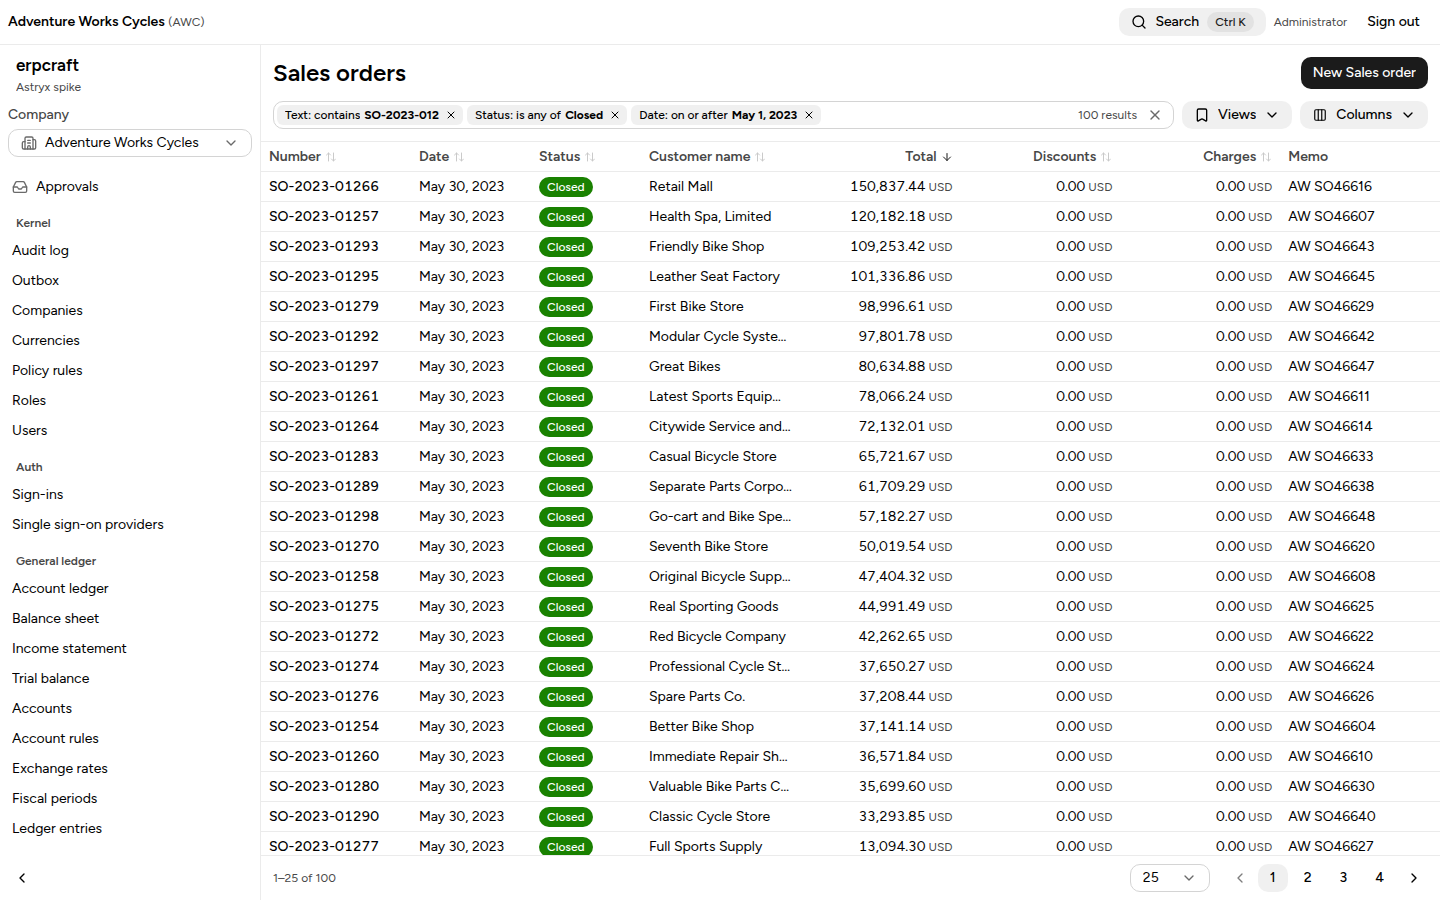 Adventure Works Cycles (AWC)
Search Ctrl K
Administrator
Sign out
erpcraft
Astryx spike
Company
Adventure Works Cycles
Approvals
Kernel
Audit log
Outbox
Companies
Currencies
Policy rules
Roles
Users
Auth
Sign-ins
Single sign-on providers
General ledger
Account ledger
Balance sheet
Income statement
Trial balance
Accounts
Account rules
Exchange rates
Fiscal periods
Ledger entries
Sales orders
New Sales order
Text: contains SO-2023-012 Status: is any of Closed Date: on or after May 1, 2023 100 results
Views
Columns
Number Date Status Customer name Total Discounts Charges Memo
SO-2023-01266 May 30, 2023 Closed Retail Mall 150,837.44 USD 0.00 USD 0.00 USD AW SO46616
SO-2023-01257 May 30, 2023 Closed Health Spa, Limited 120,182.18 USD 0.00 USD 0.00 USD AW SO46607
SO-2023-01293 May 30, 2023 Closed Friendly Bike Shop 109,253.42 USD 0.00 USD 0.00 USD AW SO46643
SO-2023-01295 May 30, 2023 Closed Leather Seat Factory 101,336.86 USD 0.00 USD 0.00 USD AW SO46645
SO-2023-01279 May 30, 2023 Closed First Bike Store 98,996.61 USD 0.00 USD 0.00 USD AW SO46629
SO-2023-01292 May 30, 2023 Closed Modular Cycle Syste... 97,801.78 USD 0.00 USD 0.00 USD AW SO46642
SO-2023-01297 May 30, 2023 Closed Great Bikes 80,634.88 USD 0.00 USD 0.00 USD AW SO46647
SO-2023-01261 May 30, 2023 Closed Latest Sports Equip... 78,066.24 USD 0.00 USD 0.00 USD AW SO46611
SO-2023-01264 May 30, 2023 Closed Citywide Service and... 72,132.01 USD 0.00 USD 0.00 USD AW SO46614
SO-2023-01283 May 30, 2023 Closed Casual Bicycle Store 65,721.67 USD 0.00 USD 0.00 USD AW SO46633
SO-2023-01289 May 30, 2023 Closed Separate Parts Corpo... 61,709.29 USD 0.00 USD 0.00 USD AW SO46638
SO-2023-01298 May 30, 2023 Closed Go-cart and Bike Spe... 57,182.27 USD 0.00 USD 0.00 USD AW SO46648
SO-2023-01270 May 30, 2023 Closed Seventh Bike Store 50,019.54 USD 0.00 USD 0.00 USD AW SO46620
SO-2023-01258 May 30, 2023 Closed Original Bicycle Supp... 47,404.32 USD 0.00 USD 0.00 USD AW SO46608
SO-2023-01275 May 30, 2023 Closed Real Sporting Goods 44,991.49 USD 0.00 USD 0.00 USD AW SO46625
SO-2023-01272 May 30, 2023 Closed Red Bicycle Company 42,262.65 USD 0.00 USD 0.00 USD AW SO46622
SO-2023-01274 May 30, 2023 Closed Professional Cycle St... 37,650.27 USD 0.00 USD 0.00 USD AW SO46624
SO-2023-01276 May 30, 2023 Closed Spare Parts Co. 37,208.44 USD 0.00 USD 0.00 USD AW SO46626
SO-2023-01254 May 30, 2023 Closed Better Bike Shop 37,141.14 USD 0.00 USD 0.00 USD AW SO46604
SO-2023-01260 May 30, 2023 Closed Immediate Repair Sh... 36,571.84 USD 0.00 USD 0.00 USD AW SO46610
SO-2023-01280 May 30, 2023 Closed Valuable Bike Parts C... 35,699.60 USD 0.00 USD 0.00 USD AW SO46630
SO-2023-01290 May 30, 2023 Closed Classic Cycle Store 33,293.85 USD 0.00 USD 0.00 USD AW SO46640
SO-2023-01277 May 30, 2023 Closed Full Sports Supply 13,094.30 USD 0.00 USD 0.00 USD AW SO46627
1–25 of 100
25
1 2 3 4